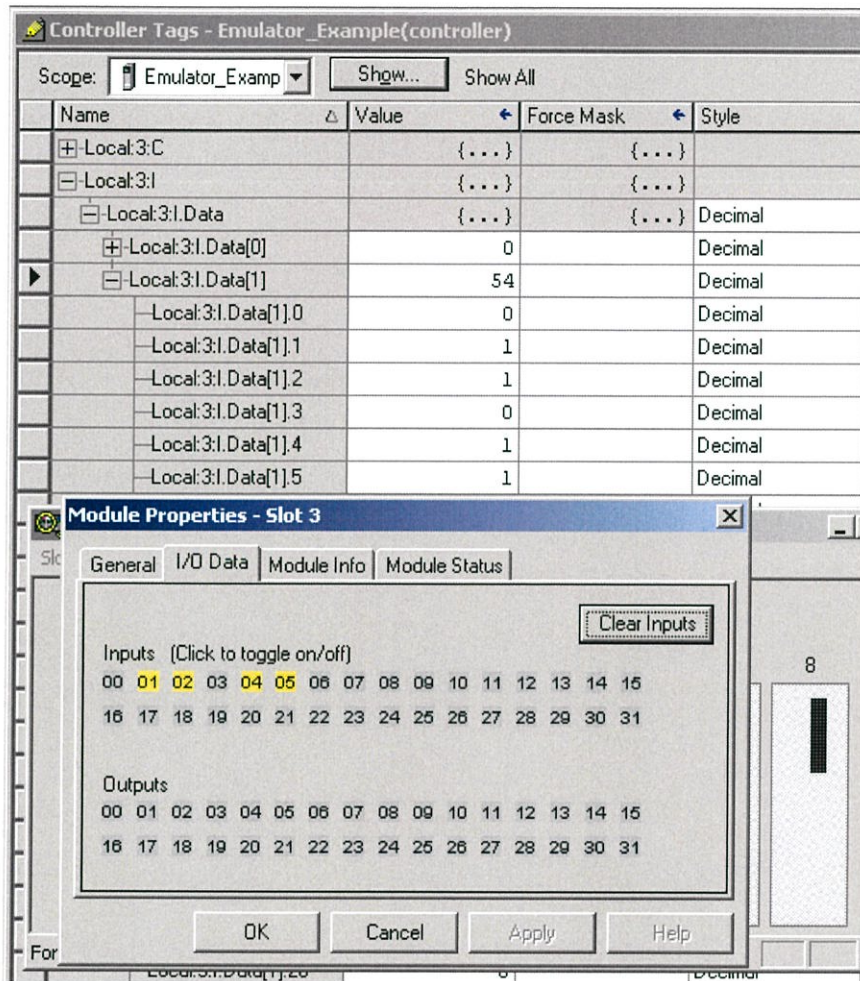 Controller Tags - Emulator_Example(controller)
Scope: Emulator_Examp Show... Show All
Name Value Force Mask Style
Local:3:C {...} {...}
Local:3:I {...} {...}
Local:3:I.Data {...} {...} Decimal
Local:3:I.Data[0] 0 Decimal
Local:3:I.Data[1] 54 Decimal
Local:3:I.Data[1].0 0 Decimal
Local:3:I.Data[1].1 1 Decimal
Local:3:I.Data[1].2 1 Decimal
Local:3:I.Data[1].3 0 Decimal
Local:3:I.Data[1].4 1 Decimal
Local:3:I.Data[1].5 1 Decimal
Module Properties - Slot 3
General I/O Data Module Info Module Status
Clear Inputs
Inputs (Click to toggle on/off)
00 01 02 03 04 05 06 07 08 09 10 11 12 13 14 15
16 17 18 19 20 21 22 23 24 25 26 27 28 29 30 31
8
Outputs
00 01 02 03 04 05 06 07 08 09 10 11 12 13 14 15
16 17 18 19 20 21 22 23 24 25 26 27 28 29 30 31
OK Cancel Apply Help
For